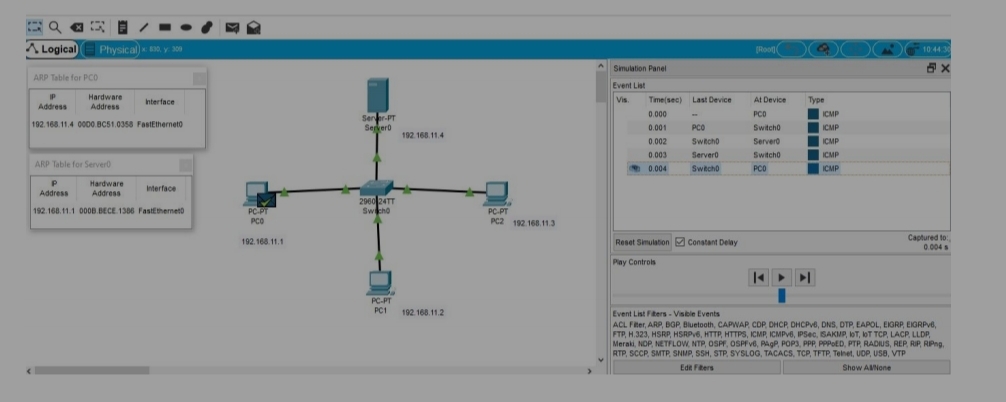 Logical Physical x: 850, y: 309 [Root] 10:44:30
ARP Table for PC0
IP Address Hardware Address Interface
192.168.11.4 00D0.BC51.0358 FastEthernet0
ARP Table for Server0
IP Address Hardware Address Interface
192.168.11.1 000B.BECE.1386 FastEthernet0
Server-PT
Server0
192.168.11.4
2960-24TT
Switch0
PC-PT
PC0
192.168.11.1
PC-PT
PC2
192.168.11.3
PC-PT
PC1
192.168.11.2
Simulation Panel
Event List
Vis. Time(sec) Last Device At Device Type
0.000 -- PC0 ICMP
0.001 PC0 Switch0 ICMP
0.002 Switch0 Server0 ICMP
0.003 Server0 Switch0 ICMP
0.004 Switch0 PC0 ICMP
Reset Simulation Constant Delay
Captured to:
0.004 s
Play Controls
Event List Filters - Visible Events
ACL Filter, ARP, BGP, Bluetooth, CAPWAP, CDP, DHCP, DHCPv6, DNS, DTP, EAPOL, EIGRP, EIGRPv6,
FTP, H.323, HSRP, HSRPv6, HTTP, HTTPS, ICMP, ICMPv6, IPSec, ISAKMP, IoT, IoT TCP, LACP, LLDP,
Meraki, NDP, NETFLOW, NTP, OSPF, OSPFv6, PAgP, POP3, PPP, PPPoED, PTP, RADIUS, REP, RIP, RIPng,
RTP, SCCP, SMTP, SNMP, SSH, STP, SYSLOG, TACACS, TCP, TFTP, Telnet, UDP, USB, VTP
Edit Filters Show All/None